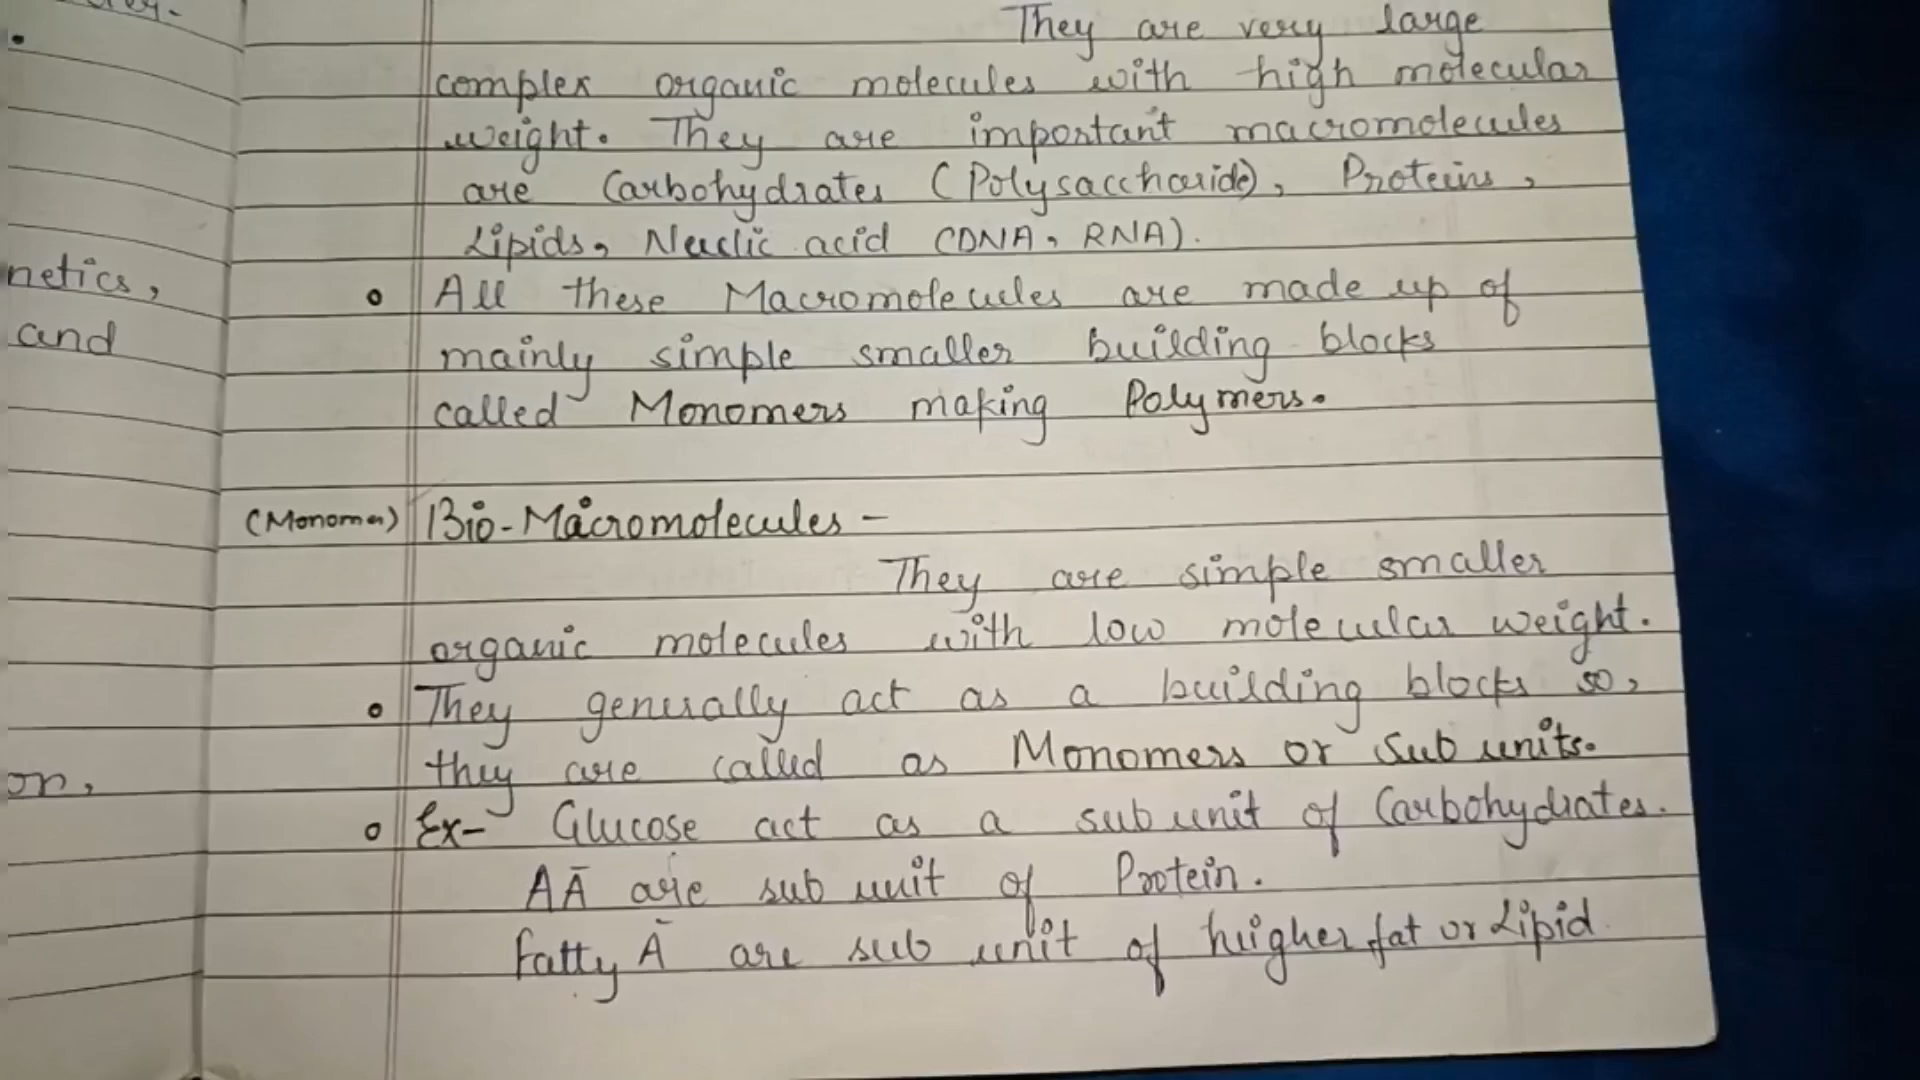 netics,
and
on,
They are very large
complex organic molecules with high molecular
weight. They are important macromolecules
are Carbohydrates (Polysaccharide), Proteins,
Lipids, Neuclic acid (DNA, RNA).
• All these Macromolecules are made up of
mainly simple smaller building blocks
called Monomers making Polymers.
(Monomer) Bio-Macromolecules -
They are simple smaller
organic molecules with low molecular weight.
• They generally act as a building blocks so,
they are called as Monomers or Sub units.
• Ex- Glucose act as a sub unit of Carbohydrates.
AĀ are sub unit of Protein.
Fatty Ā are sub unit of higher fat or Lipid